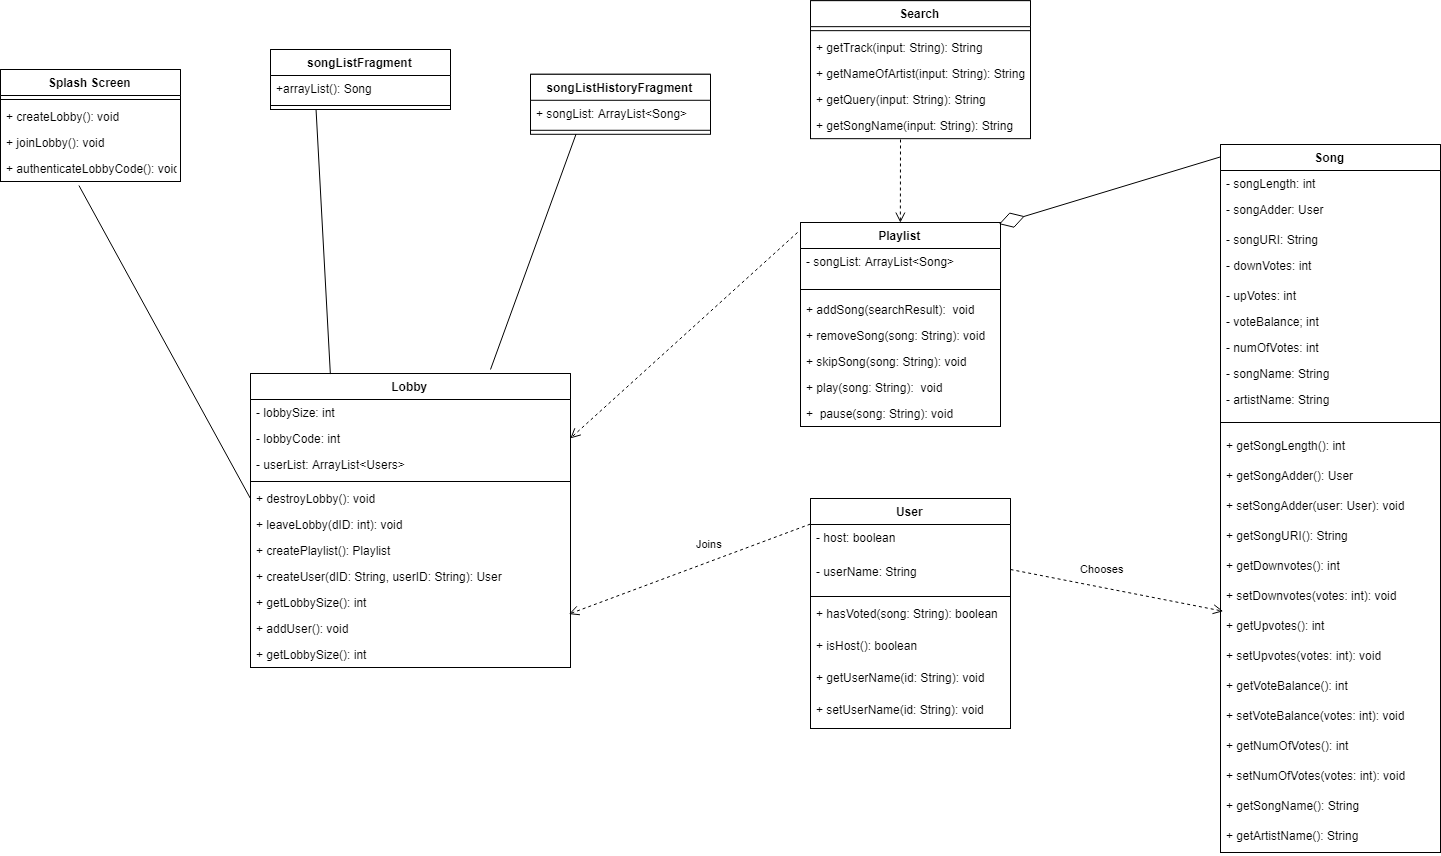 Splash Screen
+ createLobby(): void
+ joinLobby(): void
+ authenticateLobbyCode(): void
songListFragment
+arrayList(): Song
songListHistoryFragment
+ songList: ArrayList<Song>
Search
+ getTrack(input: String): String
+ getNameOfArtist(input: String): String
+ getQuery(input: String): String
+ getSongName(input: String): String
Playlist
- songList: ArrayList<Song>
+ addSong(searchResult): void
+ removeSong(song: String): void
+ skipSong(song: String): void
+ play(song: String): void
+ pause(song: String): void
Lobby
- lobbySize: int
- lobbyCode: int
- userList: ArrayList<Users>
+ destroyLobby(): void
+ leaveLobby(dID: int): void
+ createPlaylist(): Playlist
+ createUser(dID: String, userID: String): User
+ getLobbySize(): int
+ addUser(): void
+ getLobbySize(): int
Joins
User
- host: boolean
- userName: String
+ hasVoted(song: String): boolean
+ isHost(): boolean
+ getUserName(id: String): void
+ setUserName(id: String): void
Chooses
Song
- songLength: int
- songAdder: User
- songURI: String
- downVotes: int
- upVotes: int
- voteBalance; int
- numOfVotes: int
- songName: String
- artistName: String
+ getSongLength(): int
+ getSongAdder(): User
+ setSongAdder(user: User): void
+ getSongURI(): String
+ getDownvotes(): int
+ setDownvotes(votes: int): void
+ getUpvotes(): int
+ setUpvotes(votes: int): void
+ getVoteBalance(): int
+ setVoteBalance(votes: int): void
+ getNumOfVotes(): int
+ setNumOfVotes(votes: int): void
+ getSongName(): String
+ getArtistName(): String